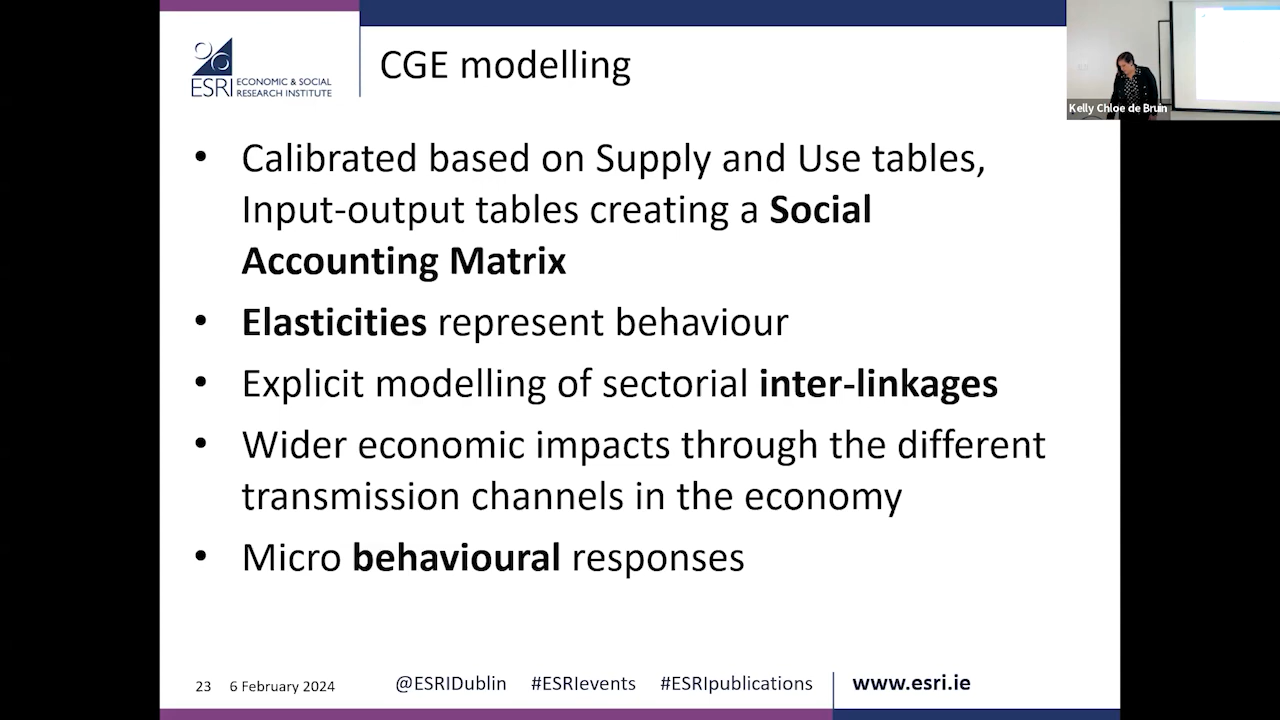 ESRI
ECONOMIC & SOCIAL
RESEARCH INSTITUTE
CGE modelling
Kelly Chloe de Bruin
• Calibrated based on Supply and Use tables,
Input-output tables creating a Social
Accounting Matrix
• Elasticities represent behaviour
• Explicit modelling of sectorial inter-linkages
• Wider economic impacts through the different
transmission channels in the economy
• Micro behavioural responses
23 6 February 2024 @ESRIDublin #ESRIevents #ESRIpublications www.esri.ie